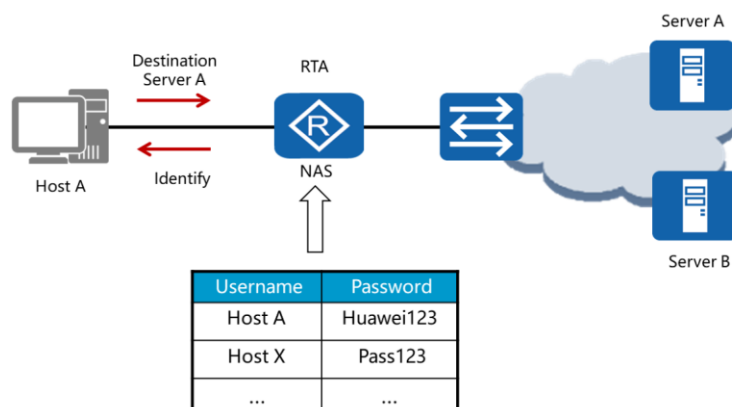 Server A
Destination
Server A
RTA
R
Host A
Identify
NAS
Server B
Username Password
Host A Huawei123
Host X Pass123
... ...